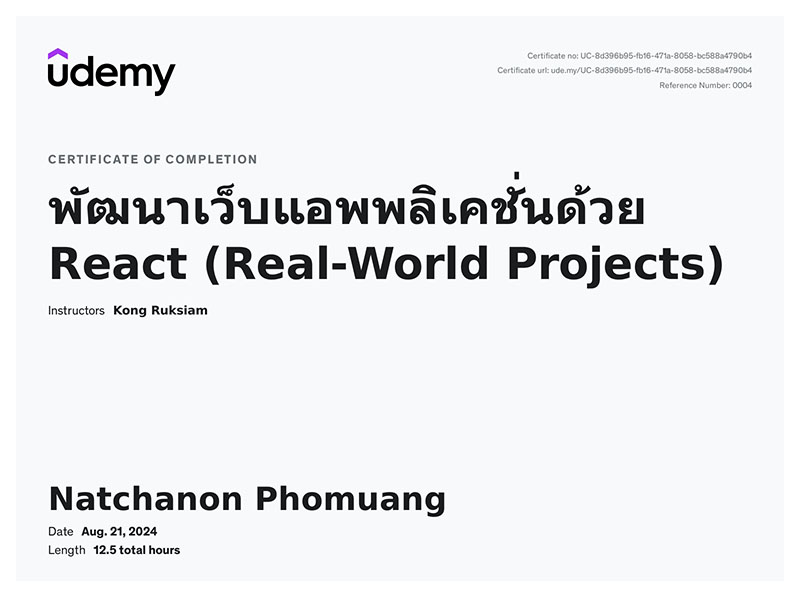 udemy
Certificate no: UC-8d396b95-fb16-471a-8058-bc588a4790b4
Certificate url: ude.my/UC-8d396b95-fb16-471a-8058-bc588a4790b4
Reference Number: 0004
CERTIFICATE OF COMPLETION
พัฒนาเว็บแอพพลิเคชั่นด้วย
React (Real-World Projects)
Instructors Kong Ruksiam
Natchanon Phomuang
Date Aug. 21, 2024
Length 12.5 total hours